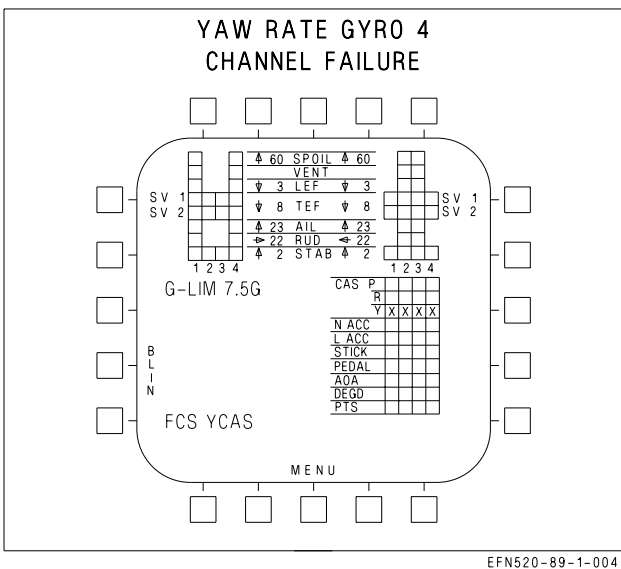 YAW RATE GYRO 4
CHANNEL FAILURE
60 SPOIL 60
VENT
3 LEF 3
SV 1 SV 1
8 TEF 8
SV 2 SV 2
23 AIL 23
22 RUD 22
2 STAB 2
1 2 3 4 1 2 3 4
G-LIM 7.5G
CAS P
R
Y X X X X
N ACC
L ACC
STICK
PEDAL
AOA
DEGD
PTS
BLIN
FCS YCAS
MENU
EFN520-89-1-004